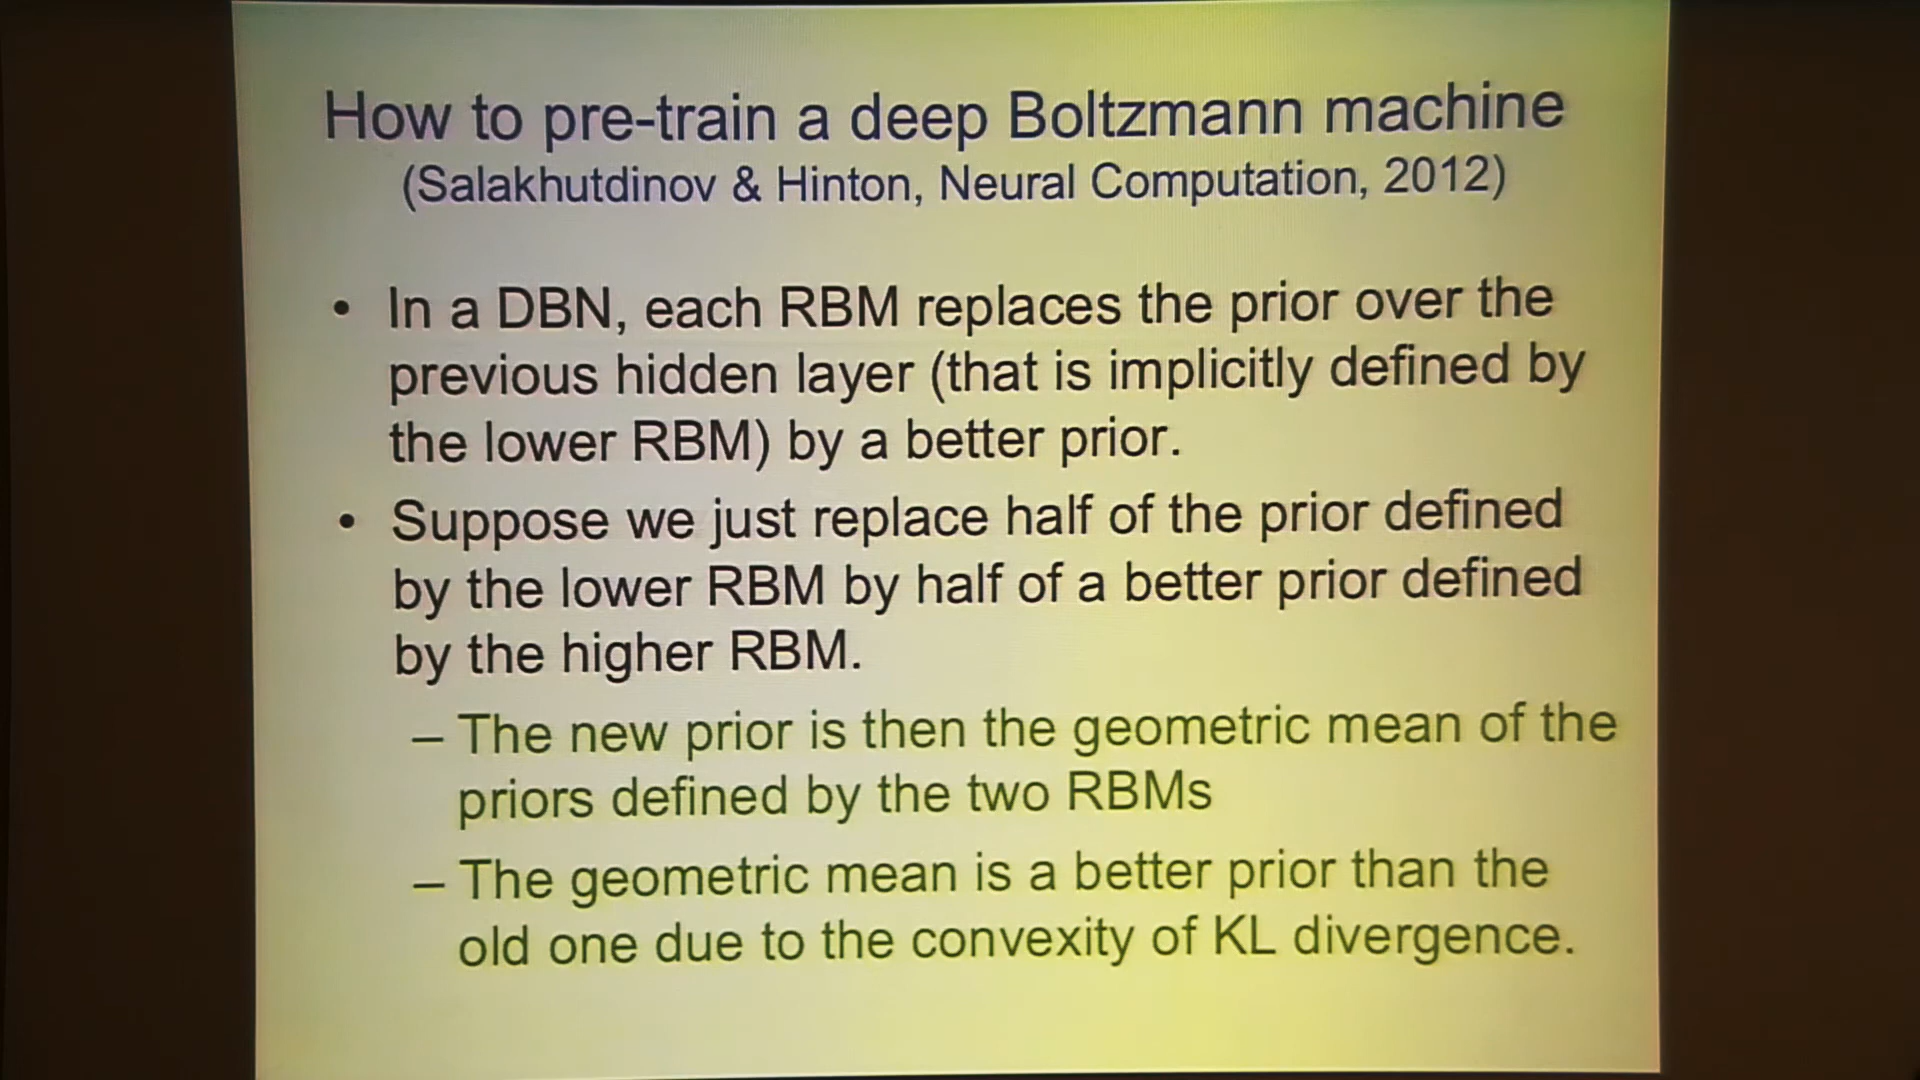 How to pre-train a deep Boltzmann machine
(Salakhutdinov & Hinton, Neural Computation, 2012)
• In a DBN, each RBM replaces the prior over the
previous hidden layer (that is implicitly defined by
the lower RBM) by a better prior.
• Suppose we just replace half of the prior defined
by the lower RBM by half of a better prior defined
by the higher RBM.
– The new prior is then the geometric mean of the
priors defined by the two RBMs
– The geometric mean is a better prior than the
old one due to the convexity of KL divergence.